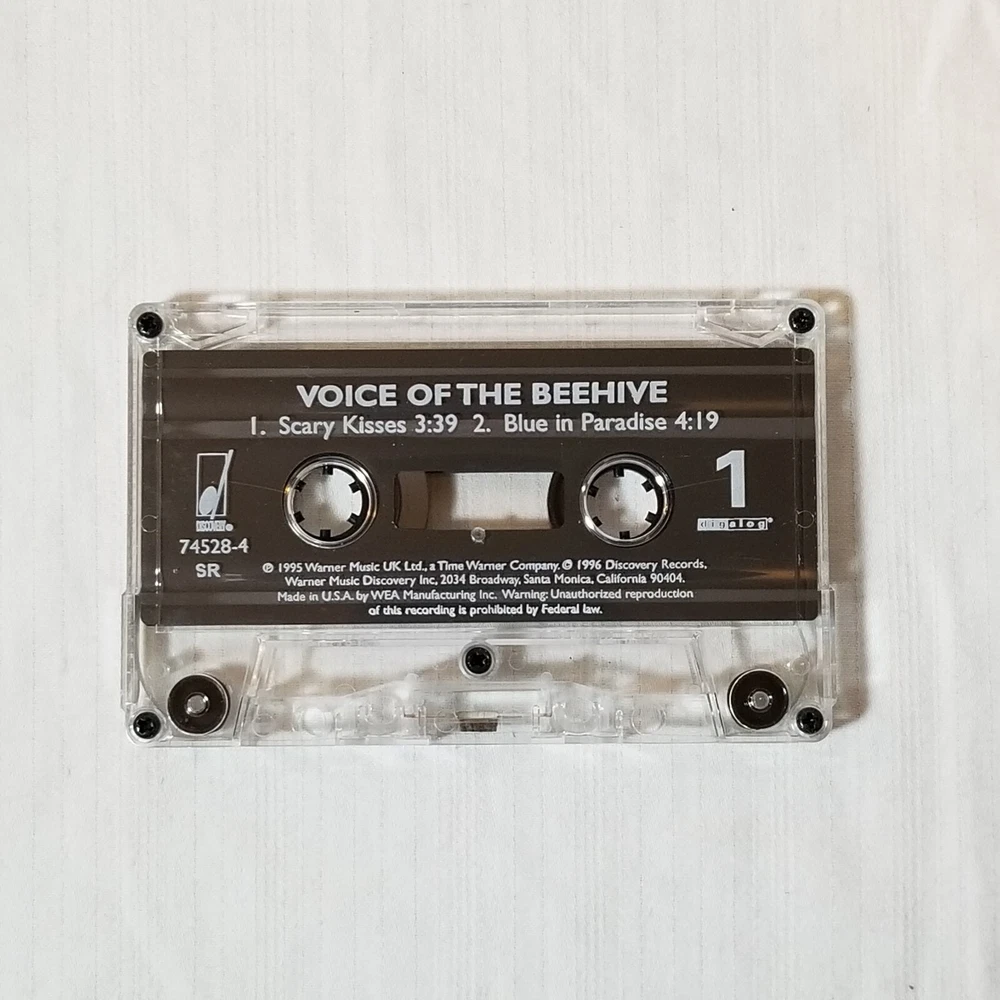 VOICE OF THE BEEHIVE
1. Scary Kisses 3:39 2. Blue in Paradise 4:19
1
DISCOVERY
digalog®
74528-4
SR
℗ 1995 Warner Music UK Ltd., a Time Warner Company. © 1996 Discovery Records,
Warner Music Discovery Inc, 2034 Broadway, Santa Monica, California 90404.
Made in U.S.A. by WEA Manufacturing Inc. Warning: Unauthorized reproduction
of this recording is prohibited by Federal law.